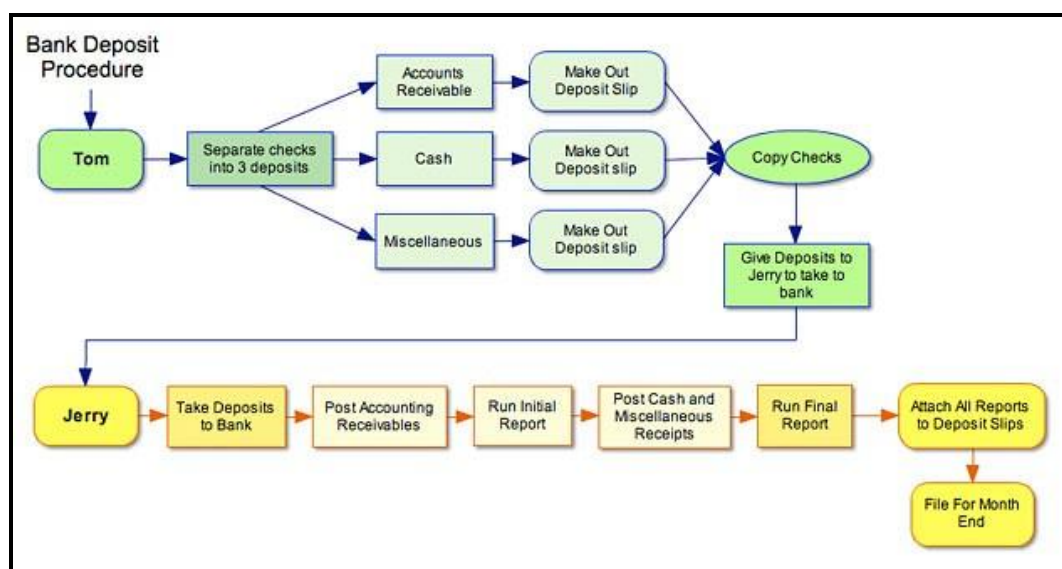 Bank Deposit
Procedure
Tom
Separate checks
into 3 deposits
Accounts
Receivable
Make Out
Deposit Slip
Cash
Make Out
Deposit slip
Miscellaneous
Make Out
Deposit slip
Copy Checks
Give Deposits to
Jerry to take to
bank
Jerry
Take Deposits
to Bank
Post Accounting
Receivables
Run Initial
Report
Post Cash and
Miscellaneous
Receipts
Run Final
Report
Attach All Reports
to Deposit Slips
File For Month
End